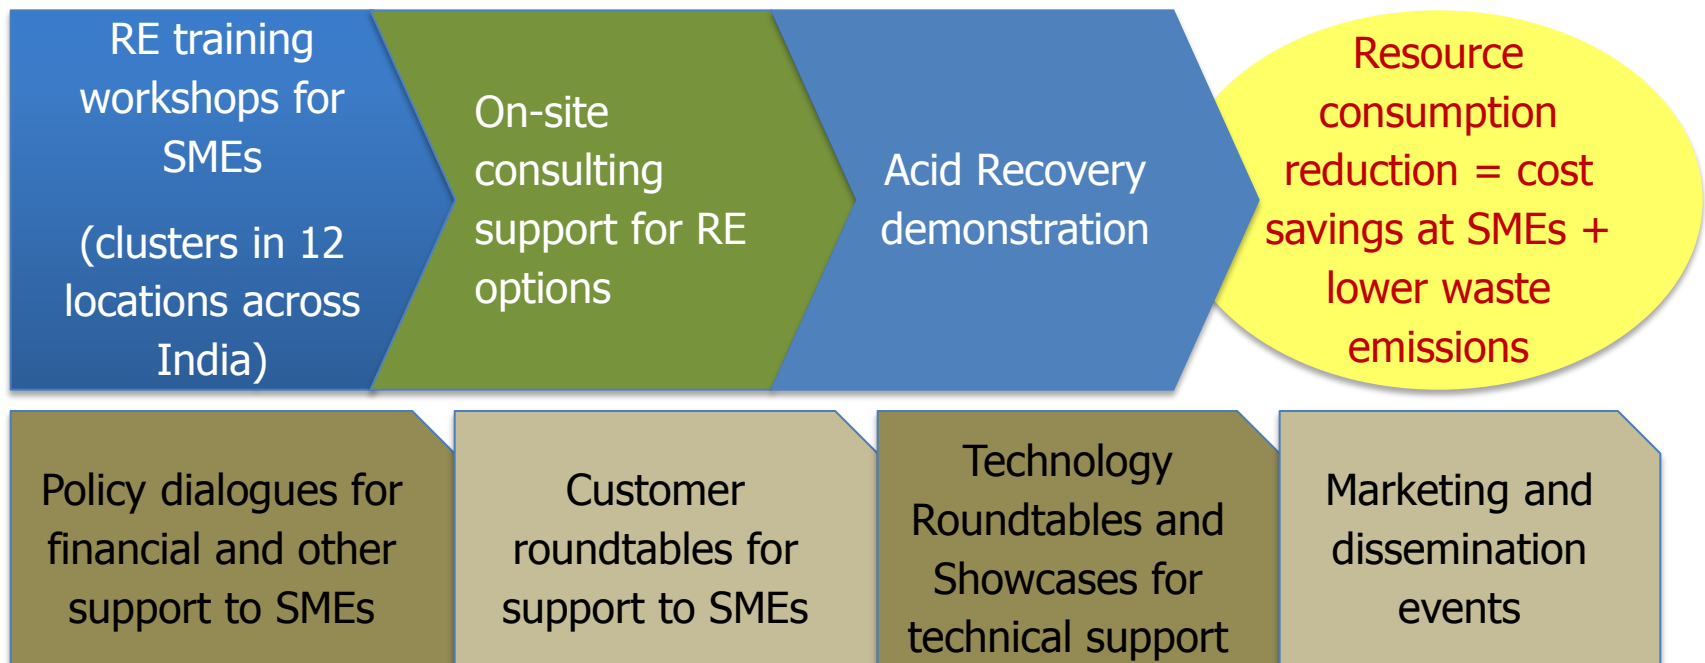 RE training
workshops for
SMEs
(clusters in 12
locations across
India)
On-site
consulting
support for RE
options
Acid Recovery
demonstration
Resource
consumption
reduction = cost
savings at SMEs +
lower waste
emissions
Policy dialogues for
financial and other
support to SMEs
Customer
roundtables for
support to SMEs
Technology
Roundtables and
Showcases for
technical support
Marketing and
dissemination
events